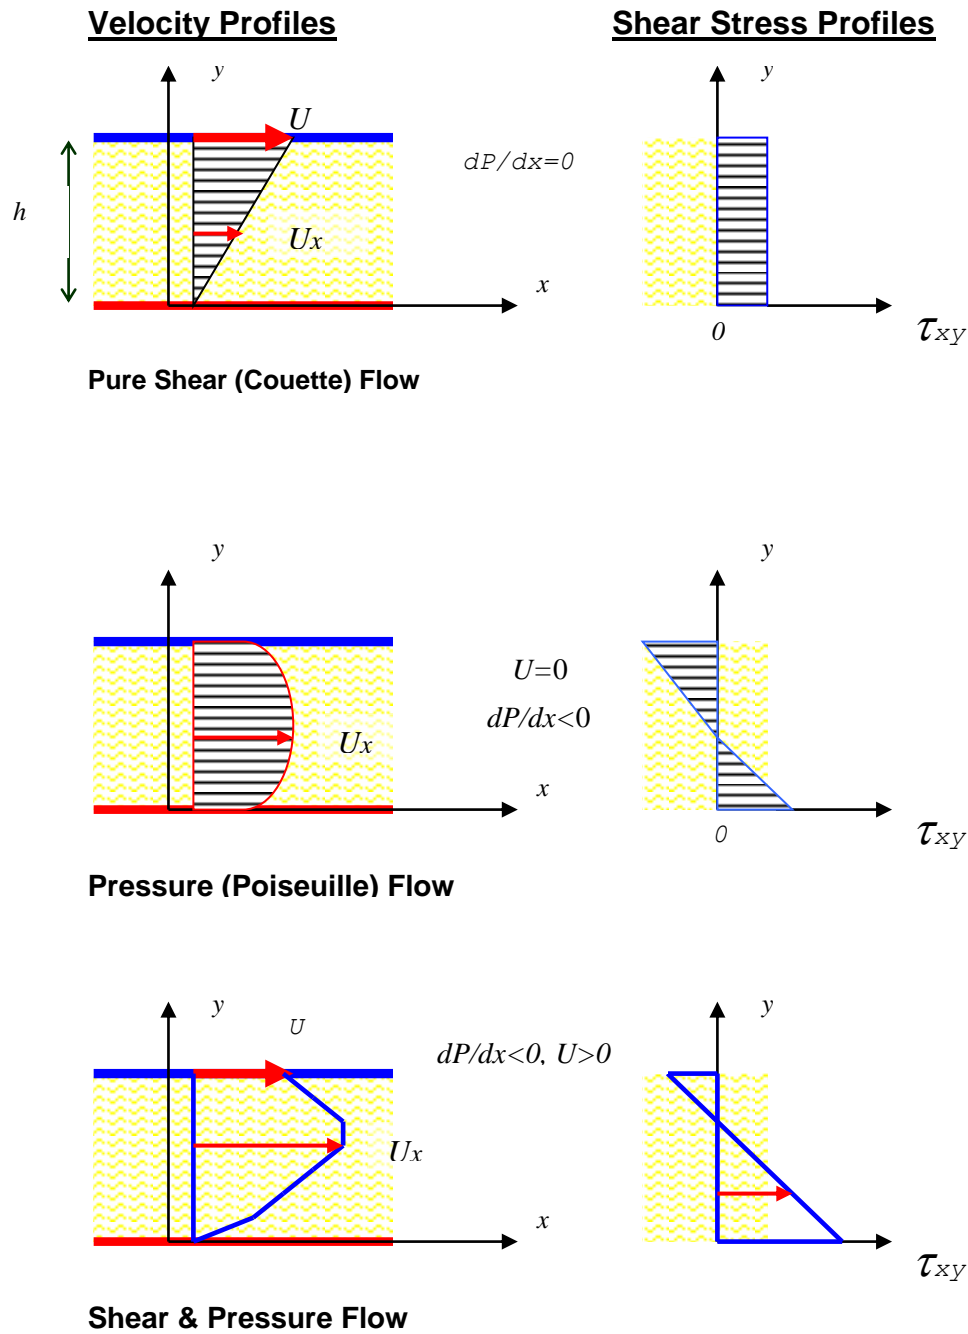 Velocity Profiles
Shear Stress Profiles
y
y
U
dP/dx=0
h
Ux
x
0
τxy
Pure Shear (Couette) Flow
y
y
U=0
dP/dx<0
Ux
x
0
τxy
Pressure (Poiseuille) Flow
y
y
U
dP/dx<0, U>0
Ux
x
τxy
Shear & Pressure Flow